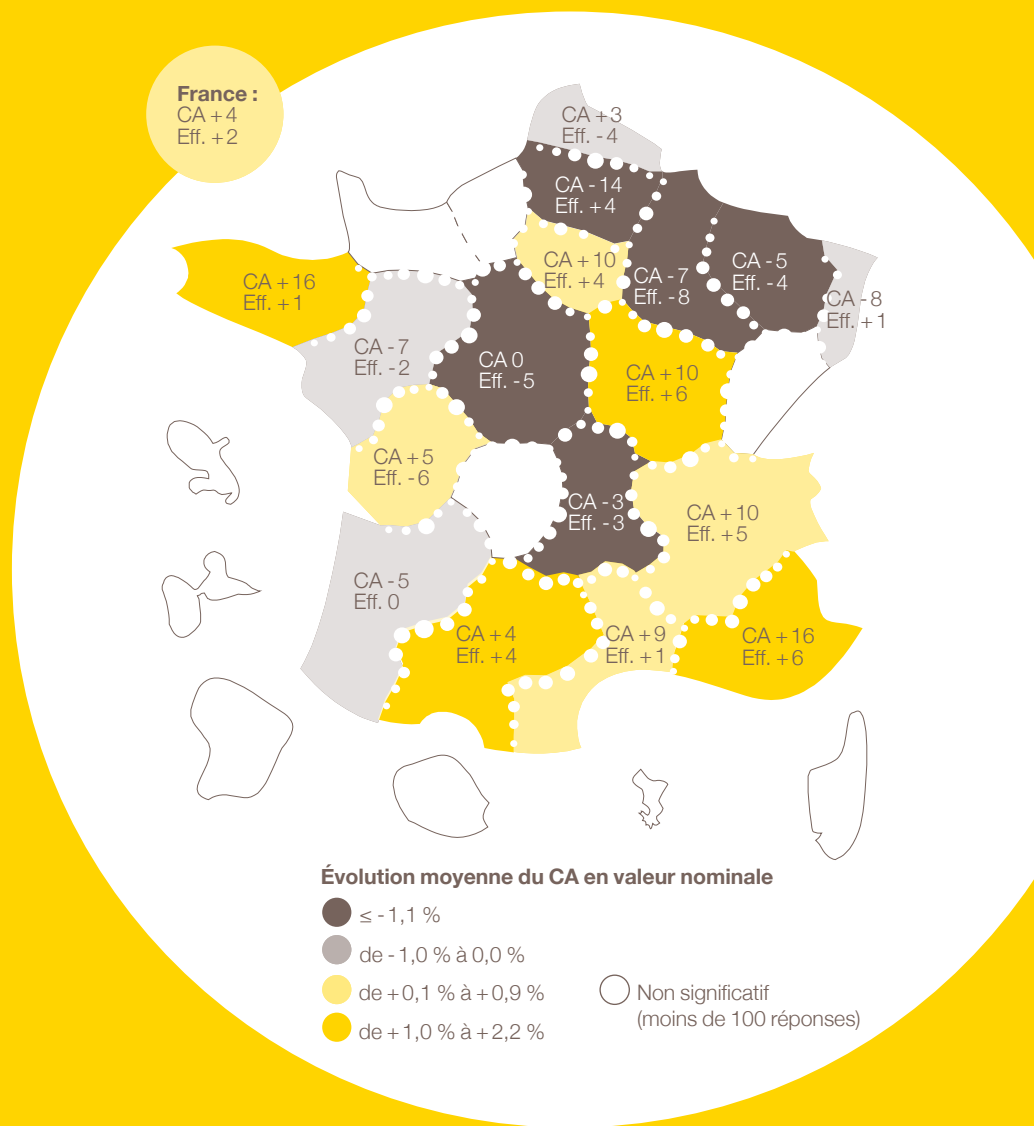 France :
CA + 4
Eff. + 2
CA + 3
Eff. - 4
CA - 14
Eff. + 4
CA + 10
Eff. + 4
CA - 7
Eff. - 8
CA - 5
Eff. - 4
CA - 8
Eff. + 1
CA + 16
Eff. + 1
CA - 7
Eff. - 2
CA 0
Eff. - 5
CA + 10
Eff. + 6
CA + 5
Eff. - 6
CA - 3
Eff. - 3
CA + 10
Eff. + 5
CA - 5
Eff. 0
CA + 4
Eff. + 4
CA + 9
Eff. + 1
CA + 16
Eff. + 6
Évolution moyenne du CA en valeur nominale
≤ - 1,1 %
de - 1,0 % à 0,0 %
de + 0,1 % à + 0,9 %
de + 1,0 % à + 2,2 %
Non significatif
(moins de 100 réponses)